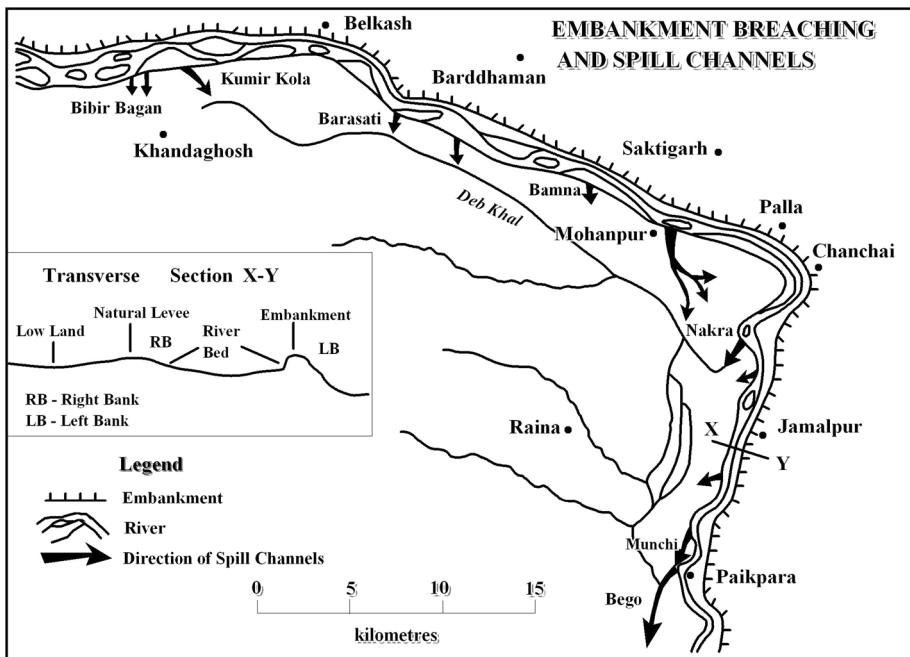 EMBANKMENT BREACHING
AND SPILL CHANNELS
Belkash
Barddhaman
Kumir Kola
Bibir Bagan
Barasati
Khandaghosh
Saktigarh
Bamna
Deb Khal
Palla
Mohanpur
Chanchai
Nakra
Transverse Section X-Y
Natural Levee
Embankment
Low Land
RB
River
Bed
LB
RB - Right Bank
LB - Left Bank
Raina
X
Jamalpur
Y
Legend
Embankment
River
Direction of Spill Channels
Munchi
Paikpara
Bego
0 5 10 15
kilometres